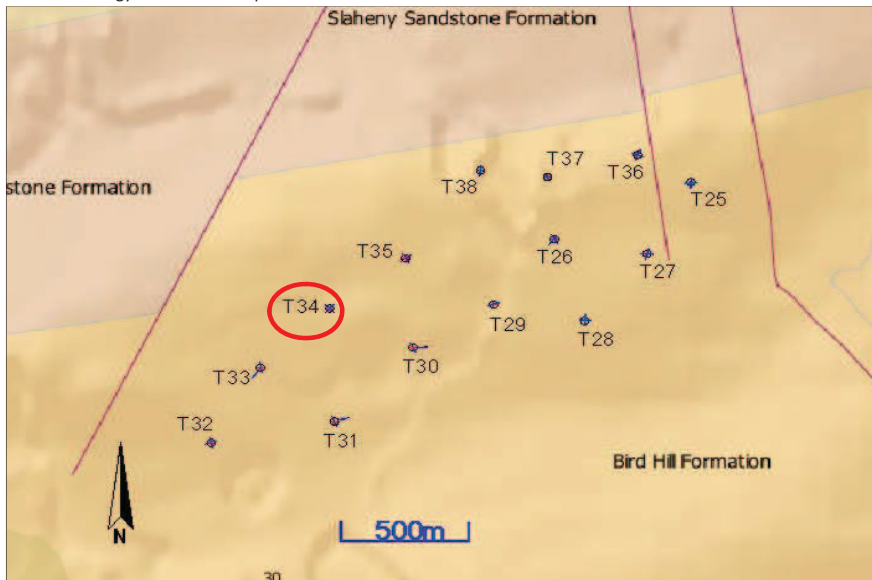 Slaheny Sandstone Formation
stone Formation
T37
T36
T38
T25
T35
T26
T27
T34
T29
T28
T30
T33
T32
T31
Bird Hill Formation
N
500m
30